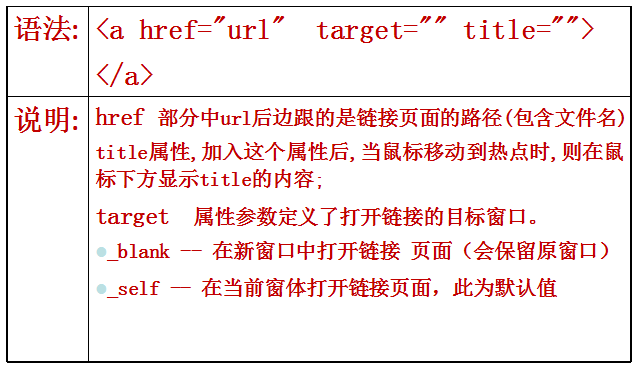 语法: <a href="url"  target="" title="">
</a>
说明: href 部分中url后边跟的是链接页面的路径(包含文件名)
title属性,加入这个属性后,当鼠标移动到热点时,则在鼠
标下方显示title的内容;
target  属性参数定义了打开链接的目标窗口。
●_blank -- 在新窗口中打开链接 页面（会保留原窗口）
●_self — 在当前窗体打开链接页面，此为默认值